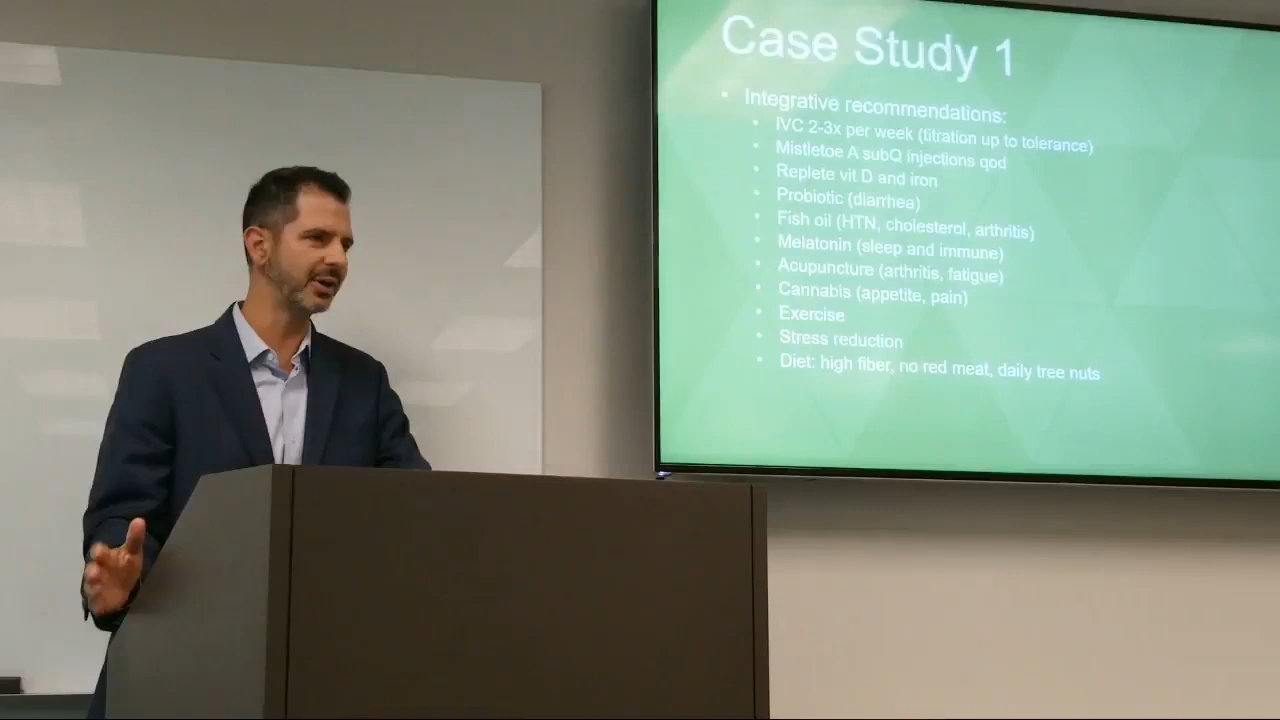 Case Study 1
• Integrative recommendations:
• IVC 2-3x per week (titration up to tolerance)
• Mistletoe A subQ injections qod
• Replete vit D and iron
• Probiotic (diarrhea)
• Fish oil (HTN, cholesterol, arthritis)
• Melatonin (sleep and immune)
• Acupuncture (arthritis, fatigue)
• Cannabis (appetite, pain)
• Exercise
• Stress reduction
• Diet: high fiber, no red meat, daily tree nuts